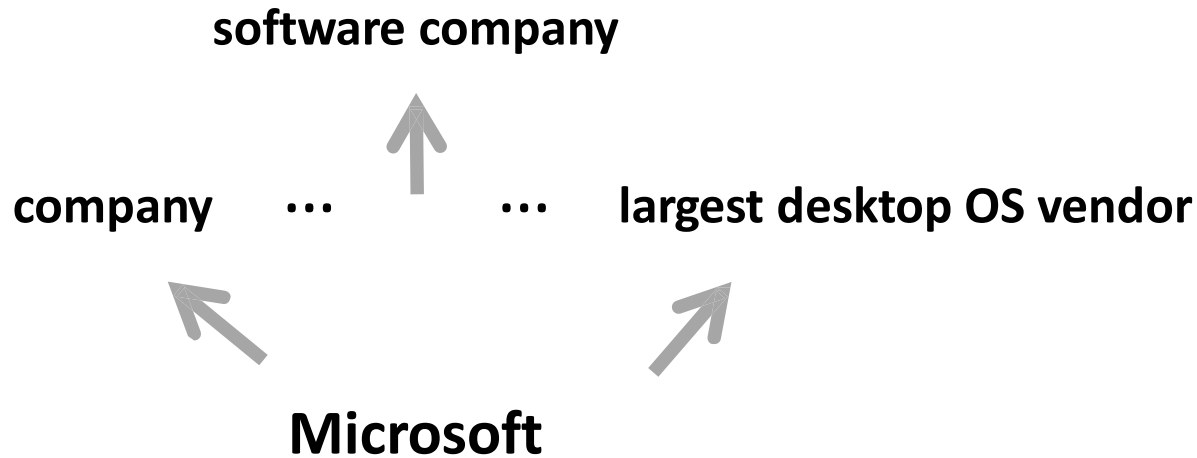 software company
company ... ... largest desktop OS vendor
Microsoft